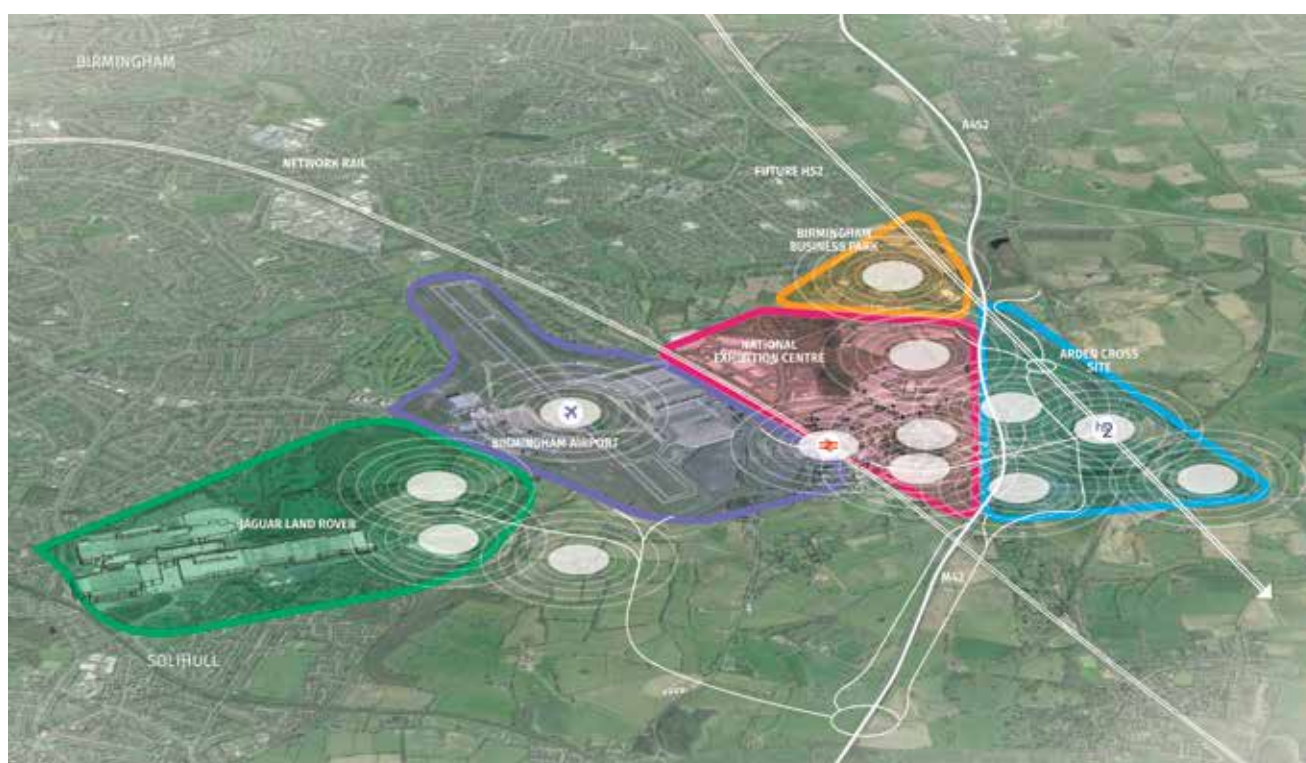 BIRMINGHAM
A452
NETWORK RAIL
FUTURE HS2
BIRMINGHAM
BUSINESS PARK
NATIONAL
EXHIBITION CENTRE
ARDEN CROSS
SITE
hs2
BIRMINGHAM AIRPORT
JAGUAR LAND ROVER
M42
SOLIHULL